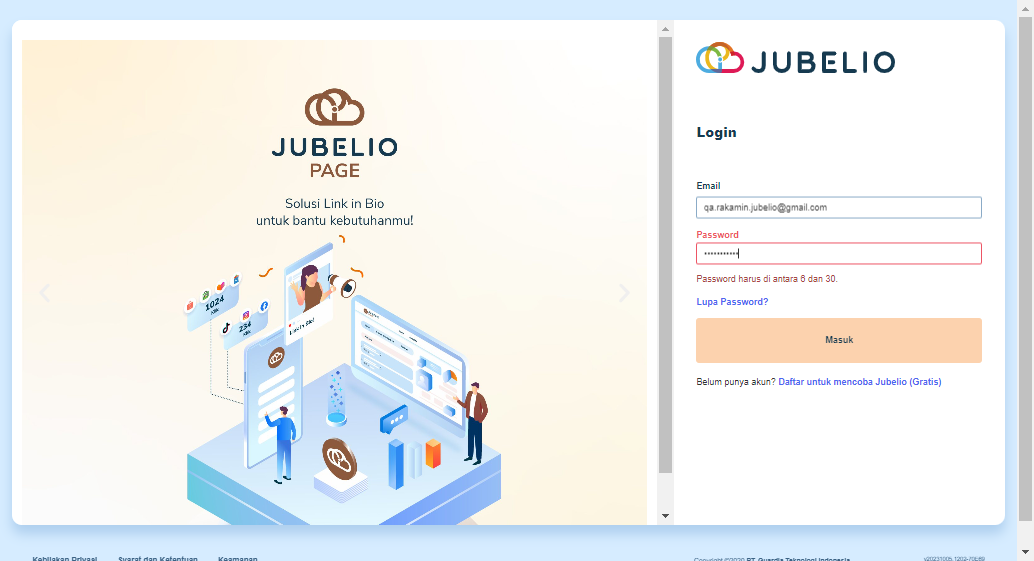 JUBELIO
PAGE
Solusi Link in Bio
untuk bantu kebutuhanmu!
1024
234
JUBELIO
Login
Email
qa.rakamin.jubelio@gmail.com
Password
•••••••••••
Password harus di antara 6 dan 30.
Lupa Password?
Masuk
Belum punya akun? Daftar untuk mencoba Jubelio (Gratis)
Kebijakan Privasi Syarat dan Ketentuan Keamanan
Copyright ©2020 PT. Guardia Teknologi Indonesia